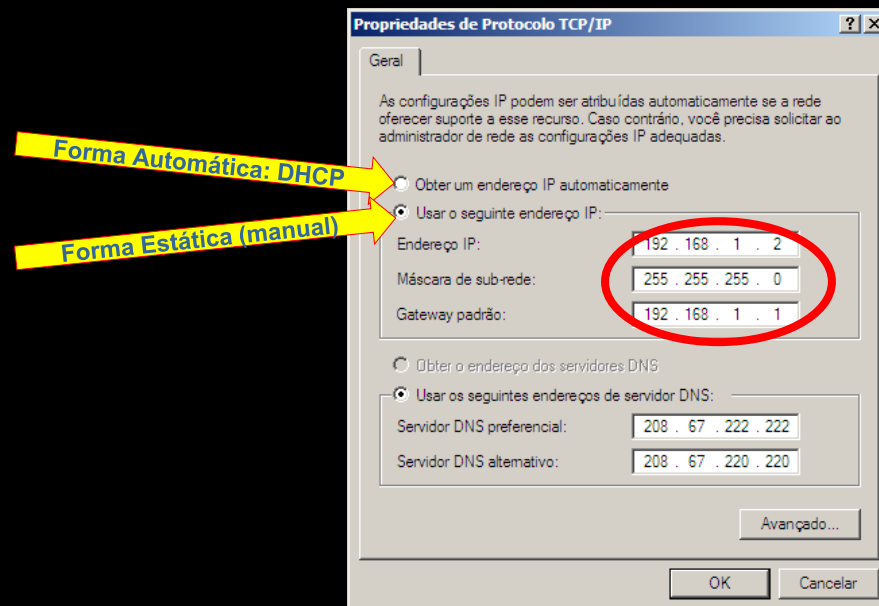 Propriedades de Protocolo TCP/IP
Geral
As configurações IP podem ser atribuídas automaticamente se a rede
oferecer suporte a esse recurso. Caso contrário, você precisa solicitar ao
administrador de rede as configurações IP adequadas.
Forma Automática: DHCP
Obter um endereço IP automaticamente
Usar o seguinte endereço IP:
Forma Estática (manual)
Endereço IP: 192 . 168 . 1 . 2
Máscara de sub-rede: 255 . 255 . 255 . 0
Gateway padrão: 192 . 168 . 1 . 1
Obter o endereço dos servidores DNS
Usar os seguintes endereços de servidor DNS:
Servidor DNS preferencial: 208 . 67 . 222 . 222
Servidor DNS alternativo: 208 . 67 . 220 . 220
Avançado...
OK Cancelar